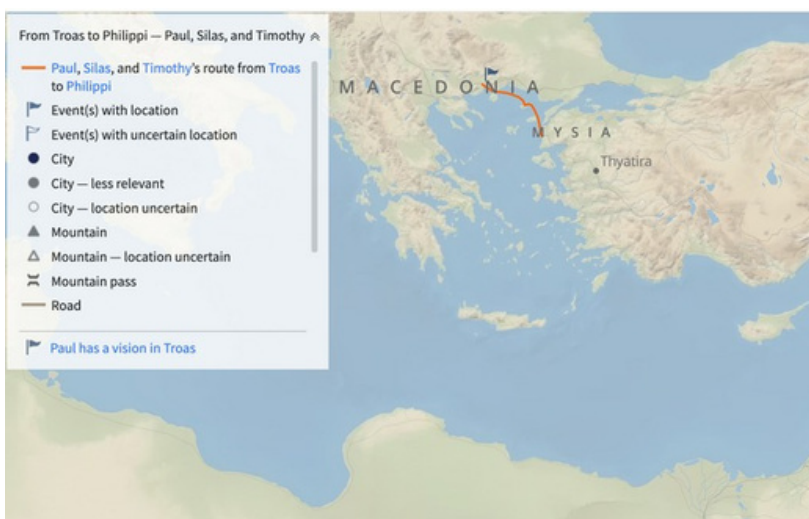 From Troas to Philippi — Paul, Silas, and Timothy
Paul, Silas, and Timothy's route from Troas
to Philippi
Event(s) with location
Event(s) with uncertain location
City
City — less relevant
City — location uncertain
Mountain
Mountain — location uncertain
Mountain pass
Road
Paul has a vision in Troas
MACEDONIA
MYSIA
Thyatira